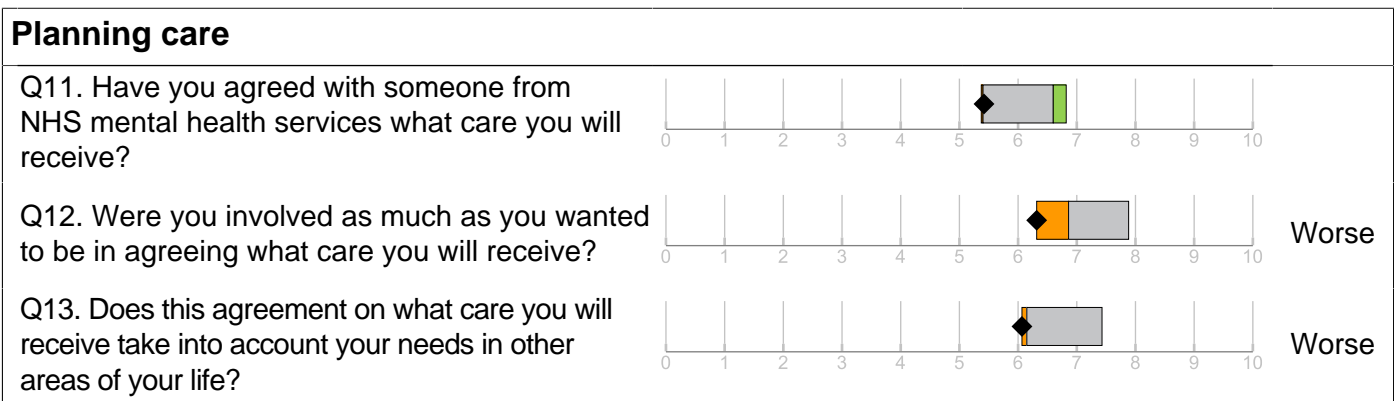 Planning care
Q11. Have you agreed with someone from
NHS mental health services what care you will
receive?
0 1 2 3 4 5 6 7 8 9 10
Q12. Were you involved as much as you wanted
to be in agreeing what care you will receive?
0 1 2 3 4 5 6 7 8 9 10
Worse
Q13. Does this agreement on what care you will
receive take into account your needs in other
areas of your life?
0 1 2 3 4 5 6 7 8 9 10
Worse